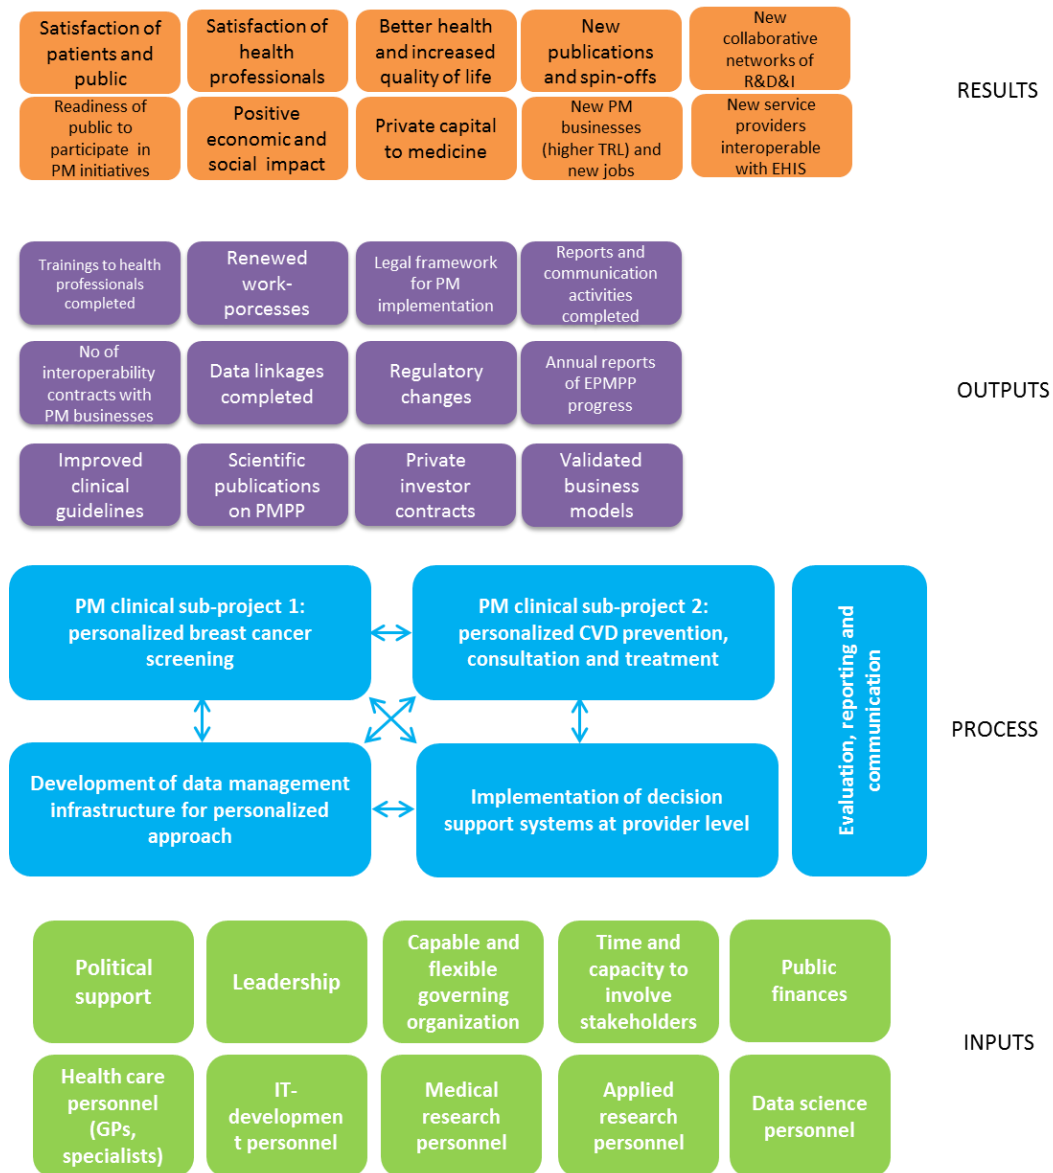 Satisfaction of
patients and
public
Satisfaction of
health
professionals
Better health
and increased
quality of life
New
publications
and spin-offs
New
collaborative
networks of
R&D&I
RESULTS
Readiness of
public to
participate in
PM initiatives
Positive
economic and
social impact
Private capital
to medicine
New PM
businesses
(higher TRL) and
new jobs
New service
providers
interoperable
with EHIS
Trainings to health
professionals
completed
Renewed
work-
porcesses
Legal framework
for PM
implementation
Reports and
communication
activities
completed
No of
interoperability
contracts with
PM businesses
Data linkages
completed
Regulatory
changes
Annual reports
of EPMPP
progress
OUTPUTS
Improved
clinical
guidelines
Scientific
publications
on PMPP
Private
investor
contracts
Validated
business
models
PM clinical sub-project 1:
personalized breast cancer
screening
PM clinical sub-project 2:
personalized CVD prevention,
consultation and treatment
Evaluation, reporting and
communication
PROCESS
Development of data management
infrastructure for personalized
approach
Implementation of decision
support systems at provider level
Political
support
Leadership
Capable and
flexible
governing
organization
Time and
capacity to
involve
stakeholders
Public
finances
INPUTS
Health care
personnel
(GPs,
specialists)
IT-
developmen
t personnel
Medical
research
personnel
Applied
research
personnel
Data science
personnel